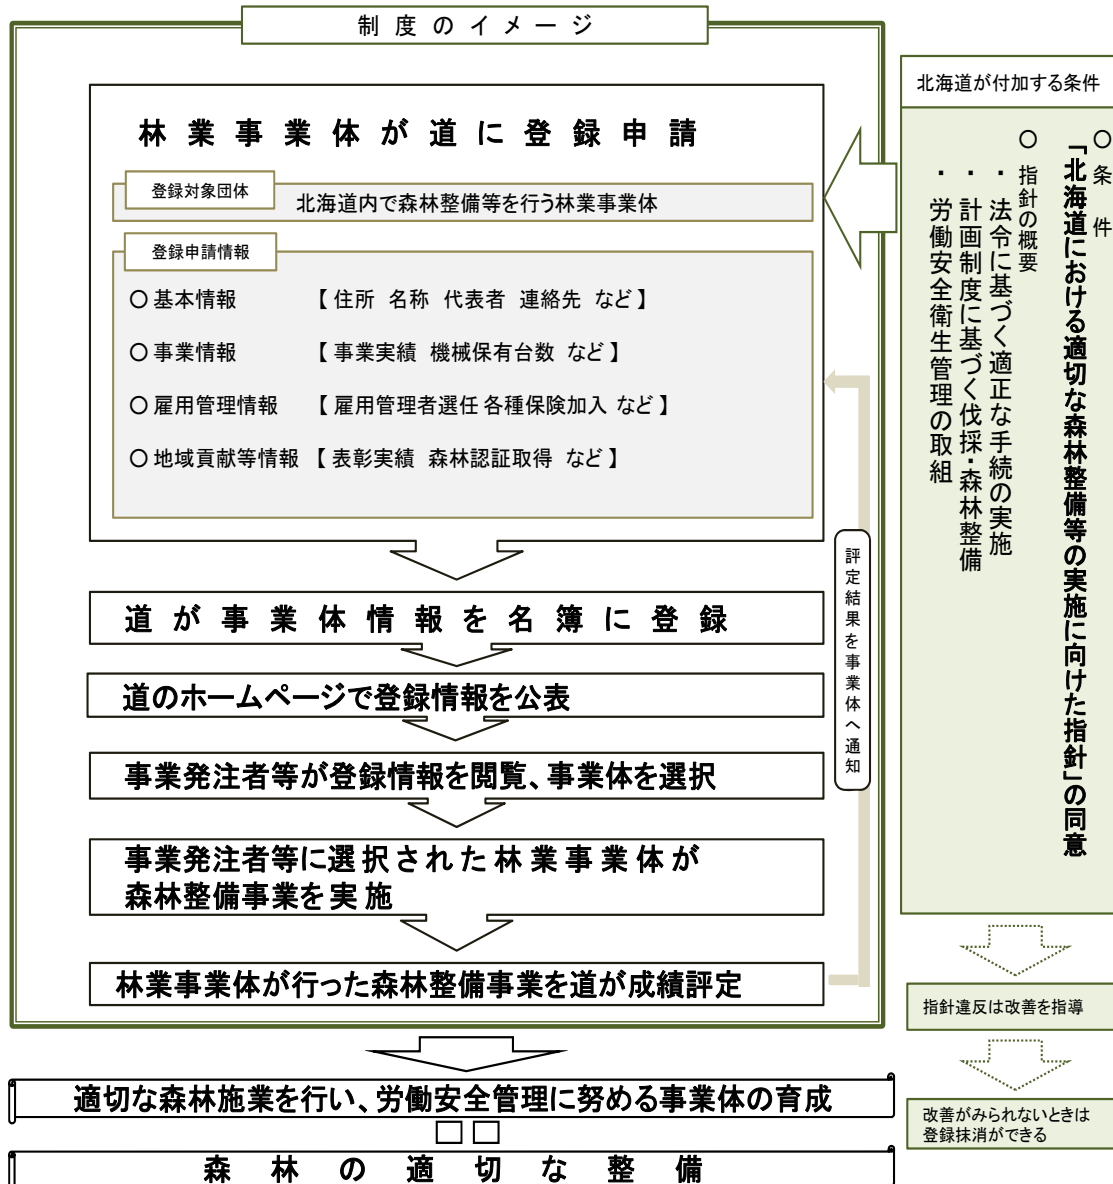 制度のイメージ
林業事業体が道に登録申請
登録対象団体
北海道内で森林整備等を行う林業事業体
登録申請情報
○基本情報 【住所 名称 代表者 連絡先 など】
○事業情報 【事業実績 機械保有台数 など】
○雇用管理情報 【雇用管理者選任 各種保険加入 など】
○地域貢献等情報 【表彰実績 森林認証取得 など】
道が事業体情報を名簿に登録
道のホームページで登録情報を公表
事業発注者等が登録情報を閲覧、事業体を選択
事業発注者等に選択された林業事業体が
森林整備事業を実施
林業事業体が行った森林整備事業を道が成績評定
評定結果を事業体へ通知
適切な森林施業を行い、労働安全管理に努める事業体の育成
□□
森林の適切な整備
北海道が付加する条件
○条件
「北海道における適切な森林整備等の実施に向けた指針」の同意
○指針の概要
・法令に基づく適正な手続の実施
・計画制度に基づく伐採・森林整備
・労働安全衛生管理の取組
指針違反は改善を指導
改善がみられないときは
登録抹消ができる